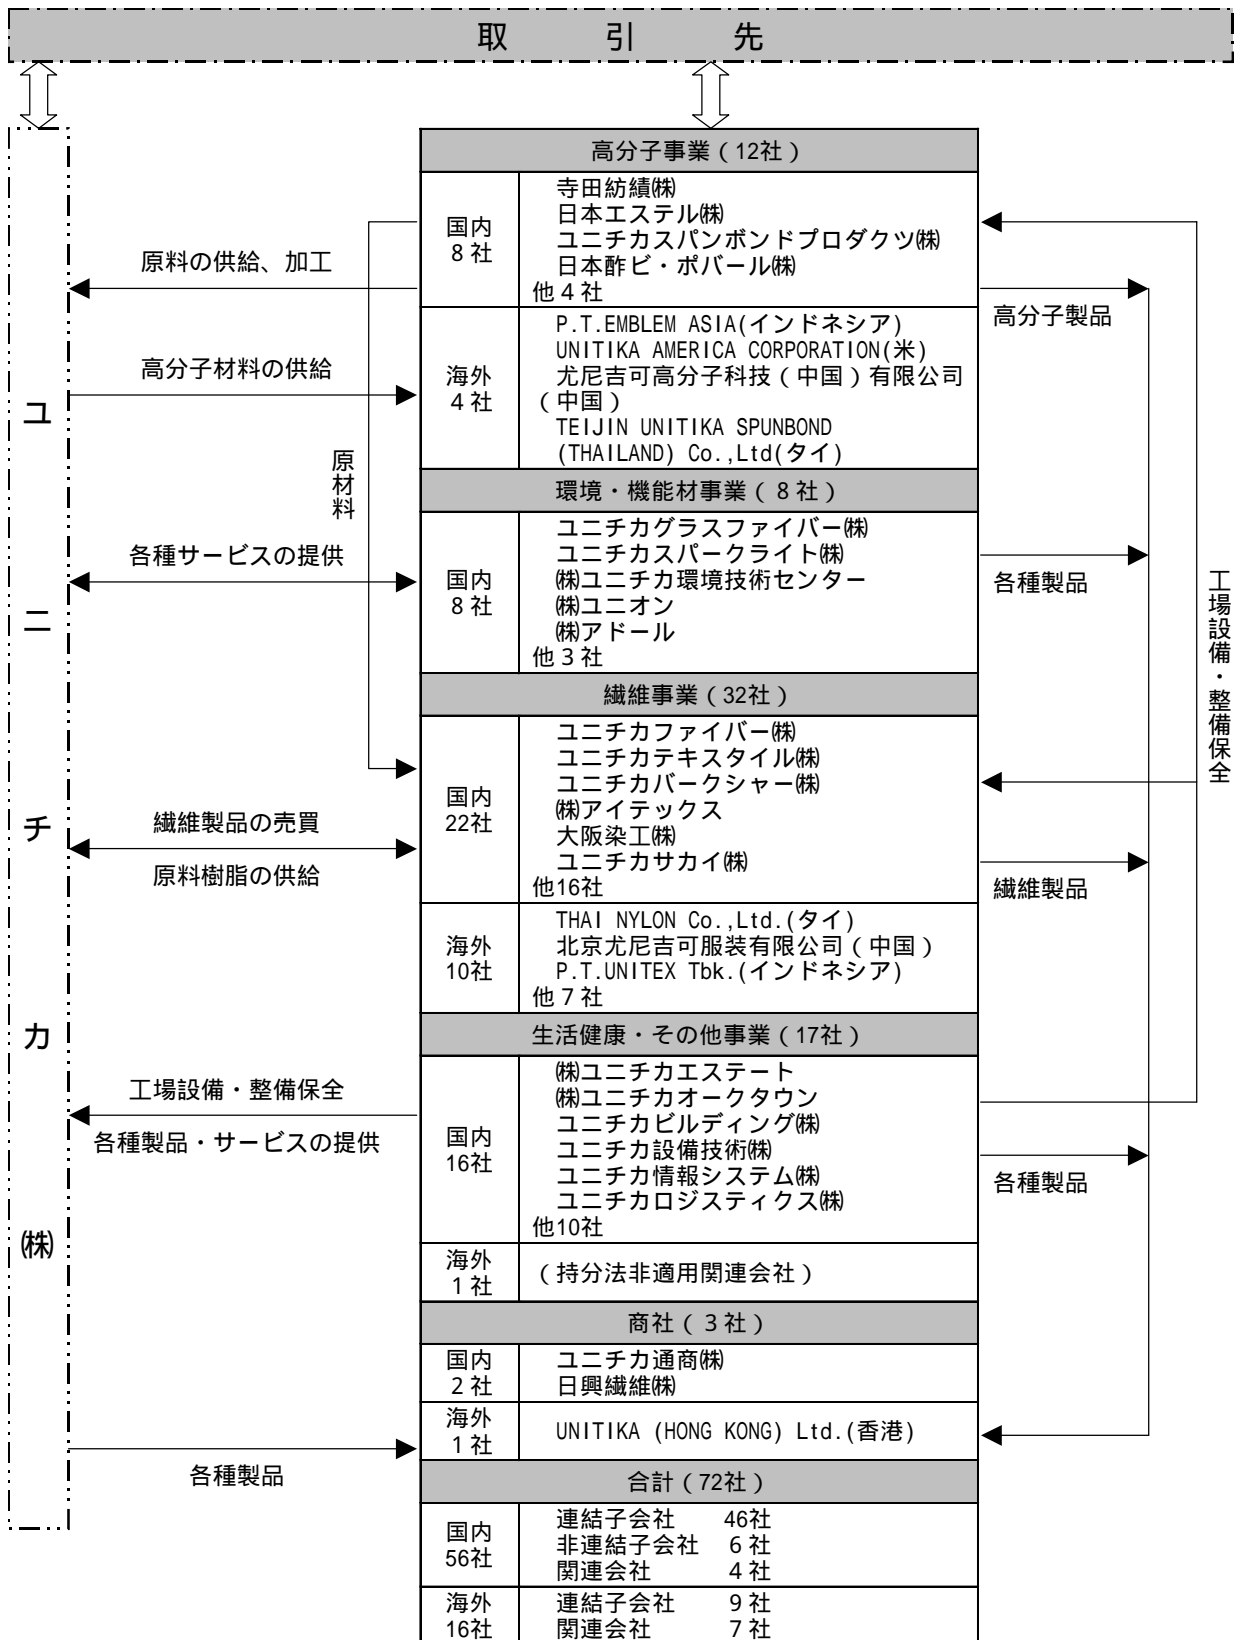 取引先
ユニチカ㈱
高分子事業（12社）
国内
８社
寺田紡績㈱
日本エステル㈱
ユニチカスパンボンドプロダクツ㈱
日本酢ビ・ポバール㈱
他４社
海外
４社
P.T.EMBLEM ASIA(インドネシア)
UNITIKA AMERICA CORPORATION(米)
尤尼吉可高分子科技（中国）有限公司
（中国）
TEIJIN UNITIKA SPUNBOND
(THAILAND) Co.,Ltd(タイ)
環境・機能材事業（８社）
国内
８社
ユニチカグラスファイバー㈱
ユニチカスパークライト㈱
㈱ユニチカ環境技術センター
㈱ユニオン
㈱アドール
他３社
繊維事業（32社）
国内
22社
ユニチカファイバー㈱
ユニチカテキスタイル㈱
ユニチカバークシャー㈱
㈱アイテックス
大阪染工㈱
ユニチカサカイ㈱
他16社
海外
10社
THAI NYLON Co.,Ltd.(タイ)
北京尤尼吉可服装有限公司（中国）
P.T.UNITEX Tbk.(インドネシア)
他７社
生活健康・その他事業（17社）
国内
16社
㈱ユニチカエステート
㈱ユニチカオークタウン
ユニチカビルディング㈱
ユニチカ設備技術㈱
ユニチカ情報システム㈱
ユニチカロジスティクス㈱
他10社
海外
１社
（持分法非適用関連会社）
商社（３社）
国内
２社
ユニチカ通商㈱
日興繊維㈱
海外
１社
UNITIKA (HONG KONG) Ltd.(香港)
合計（72社）
国内
56社
連結子会社 46社
非連結子会社 ６社
関連会社 ４社
海外
16社
連結子会社 ９社
関連会社 ７社
原料の供給、加工
高分子材料の供給
原材料
各種サービスの提供
繊維製品の売買
原料樹脂の供給
工場設備・整備保全
各種製品・サービスの提供
各種製品
高分子製品
各種製品
繊維製品
各種製品
工場設備・整備保全